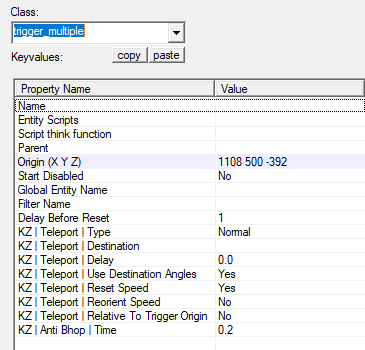 Class:
trigger_multiple
Keyvalues: copy paste
Property Name Value
Name
Entity Scripts
Script think function
Parent
Origin (X Y Z) 1108 500 -392
Start Disabled No
Global Entity Name
Filter Name
Delay Before Reset 1
KZ | Teleport | Type Normal
KZ | Teleport | Destination
KZ | Teleport | Delay 0.0
KZ | Teleport | Use Destination Angles Yes
KZ | Teleport | Reset Speed Yes
KZ | Teleport | Reorient Speed No
KZ | Teleport | Relative To Trigger Origin No
KZ | Anti Bhop | Time 0.2